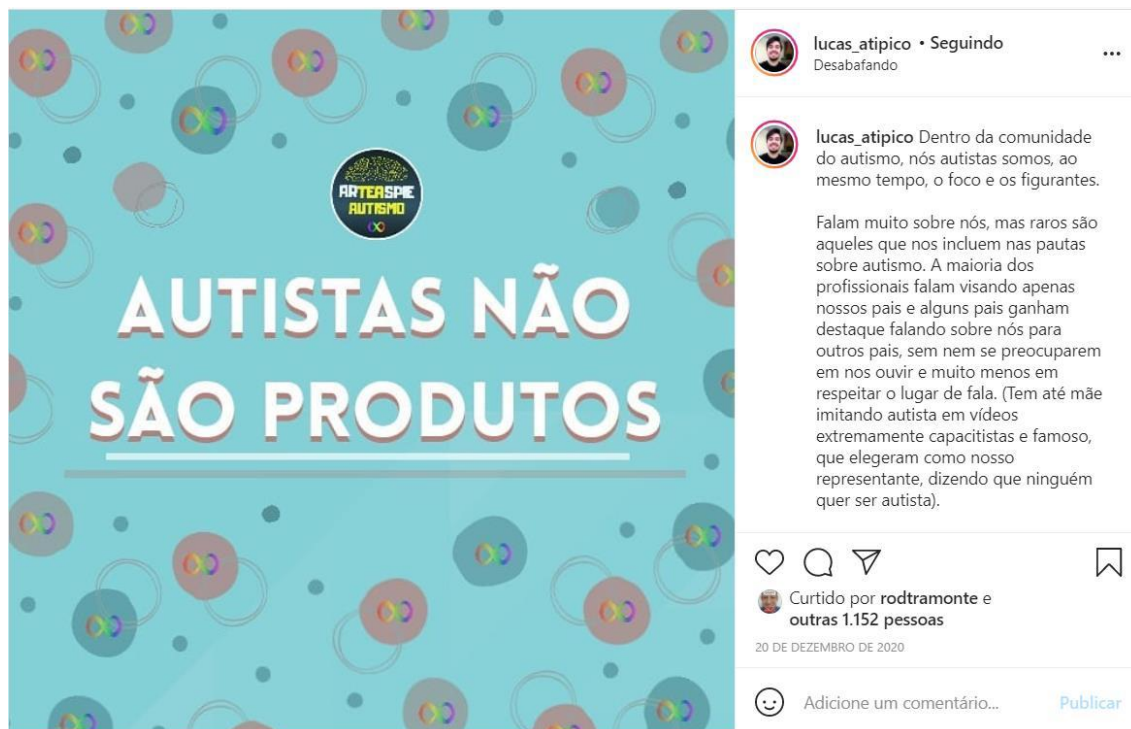 ARTEASPIE
AUTISMO
AUTISTAS NÃO
SÃO PRODUTOS
lucas_atipico • Seguindo
Desabafando
lucas_atipico Dentro da comunidade
do autismo, nós autistas somos, ao
mesmo tempo, o foco e os figurantes.
Falam muito sobre nós, mas raros são
aqueles que nos incluem nas pautas
sobre autismo. A maioria dos
profissionais falam visando apenas
nossos pais e alguns pais ganham
destaque falando sobre nós para
outros pais, sem nem se preocuparem
em nos ouvir e muito menos em
respeitar o lugar de fala. (Tem até mãe
imitando autista em vídeos
extremamente capacitistas e famoso,
que elegeram como nosso
representante, dizendo que ninguém
quer ser autista).
Curtido por rodtramonte e
outras 1.152 pessoas
20 DE DEZEMBRO DE 2020
Adicione um comentário...
Publicar